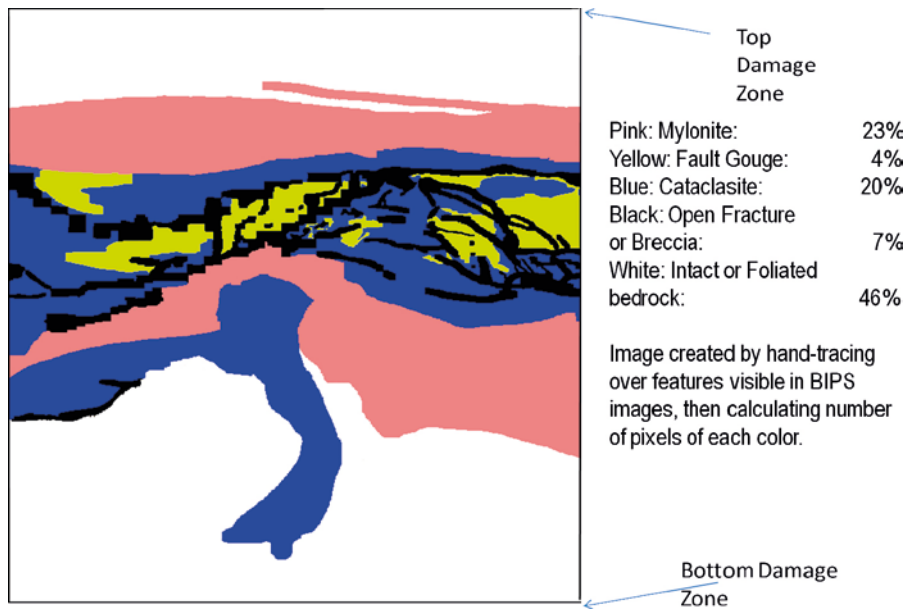 Top
Damage
Zone
Pink: Mylonite: 23%
Yellow: Fault Gouge: 4%
Blue: Cataclasite: 20%
Black: Open Fracture
or Breccia: 7%
White: Intact or Foliated
bedrock: 46%
Image created by hand-tracing
over features visible in BIPS
images, then calculating number
of pixels of each color.
Bottom Damage
Zone